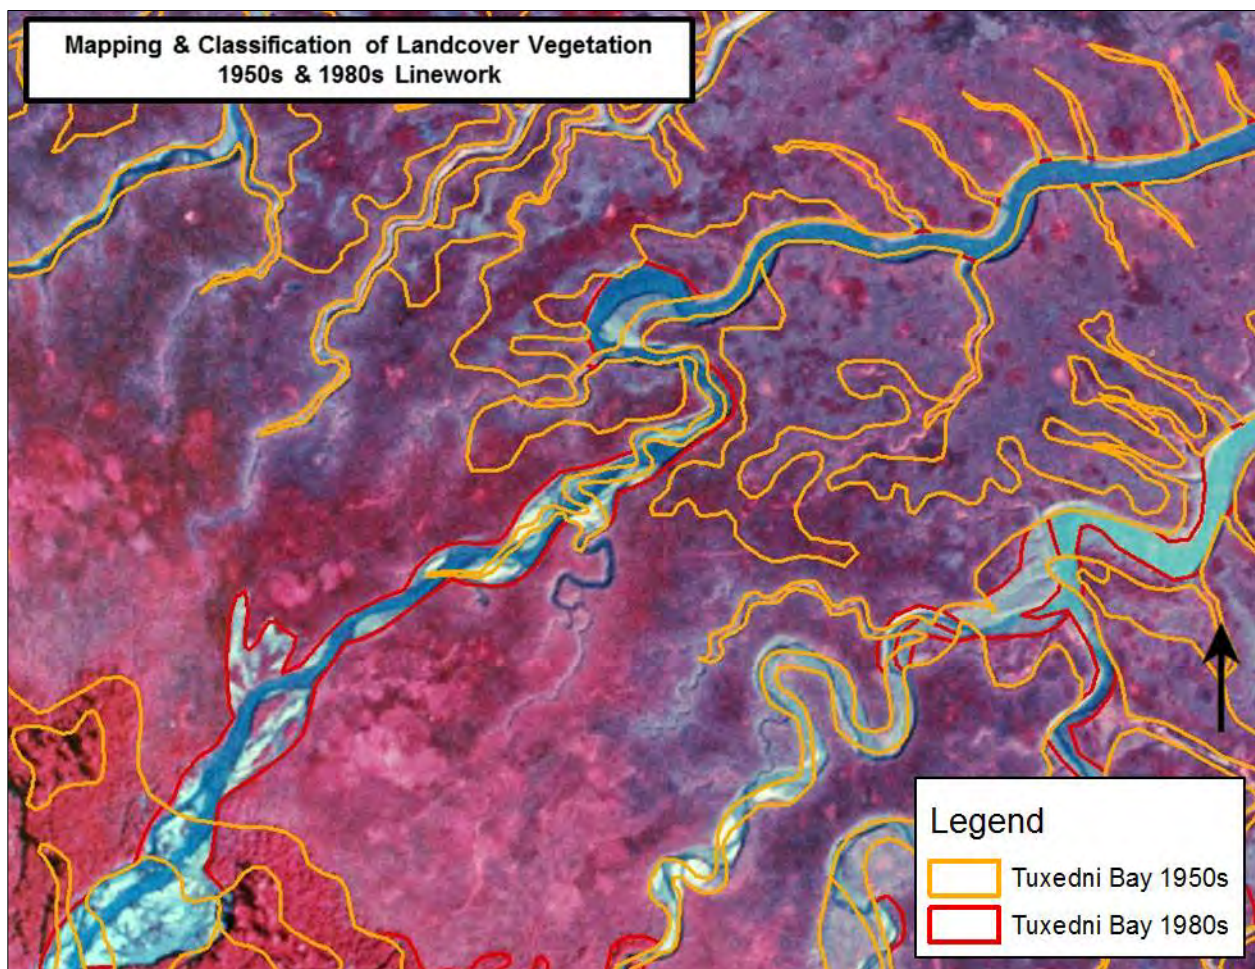 Mapping & Classification of Landcover Vegetation
1950s & 1980s Linework
Legend
Tuxedni Bay 1950s
Tuxedni Bay 1980s